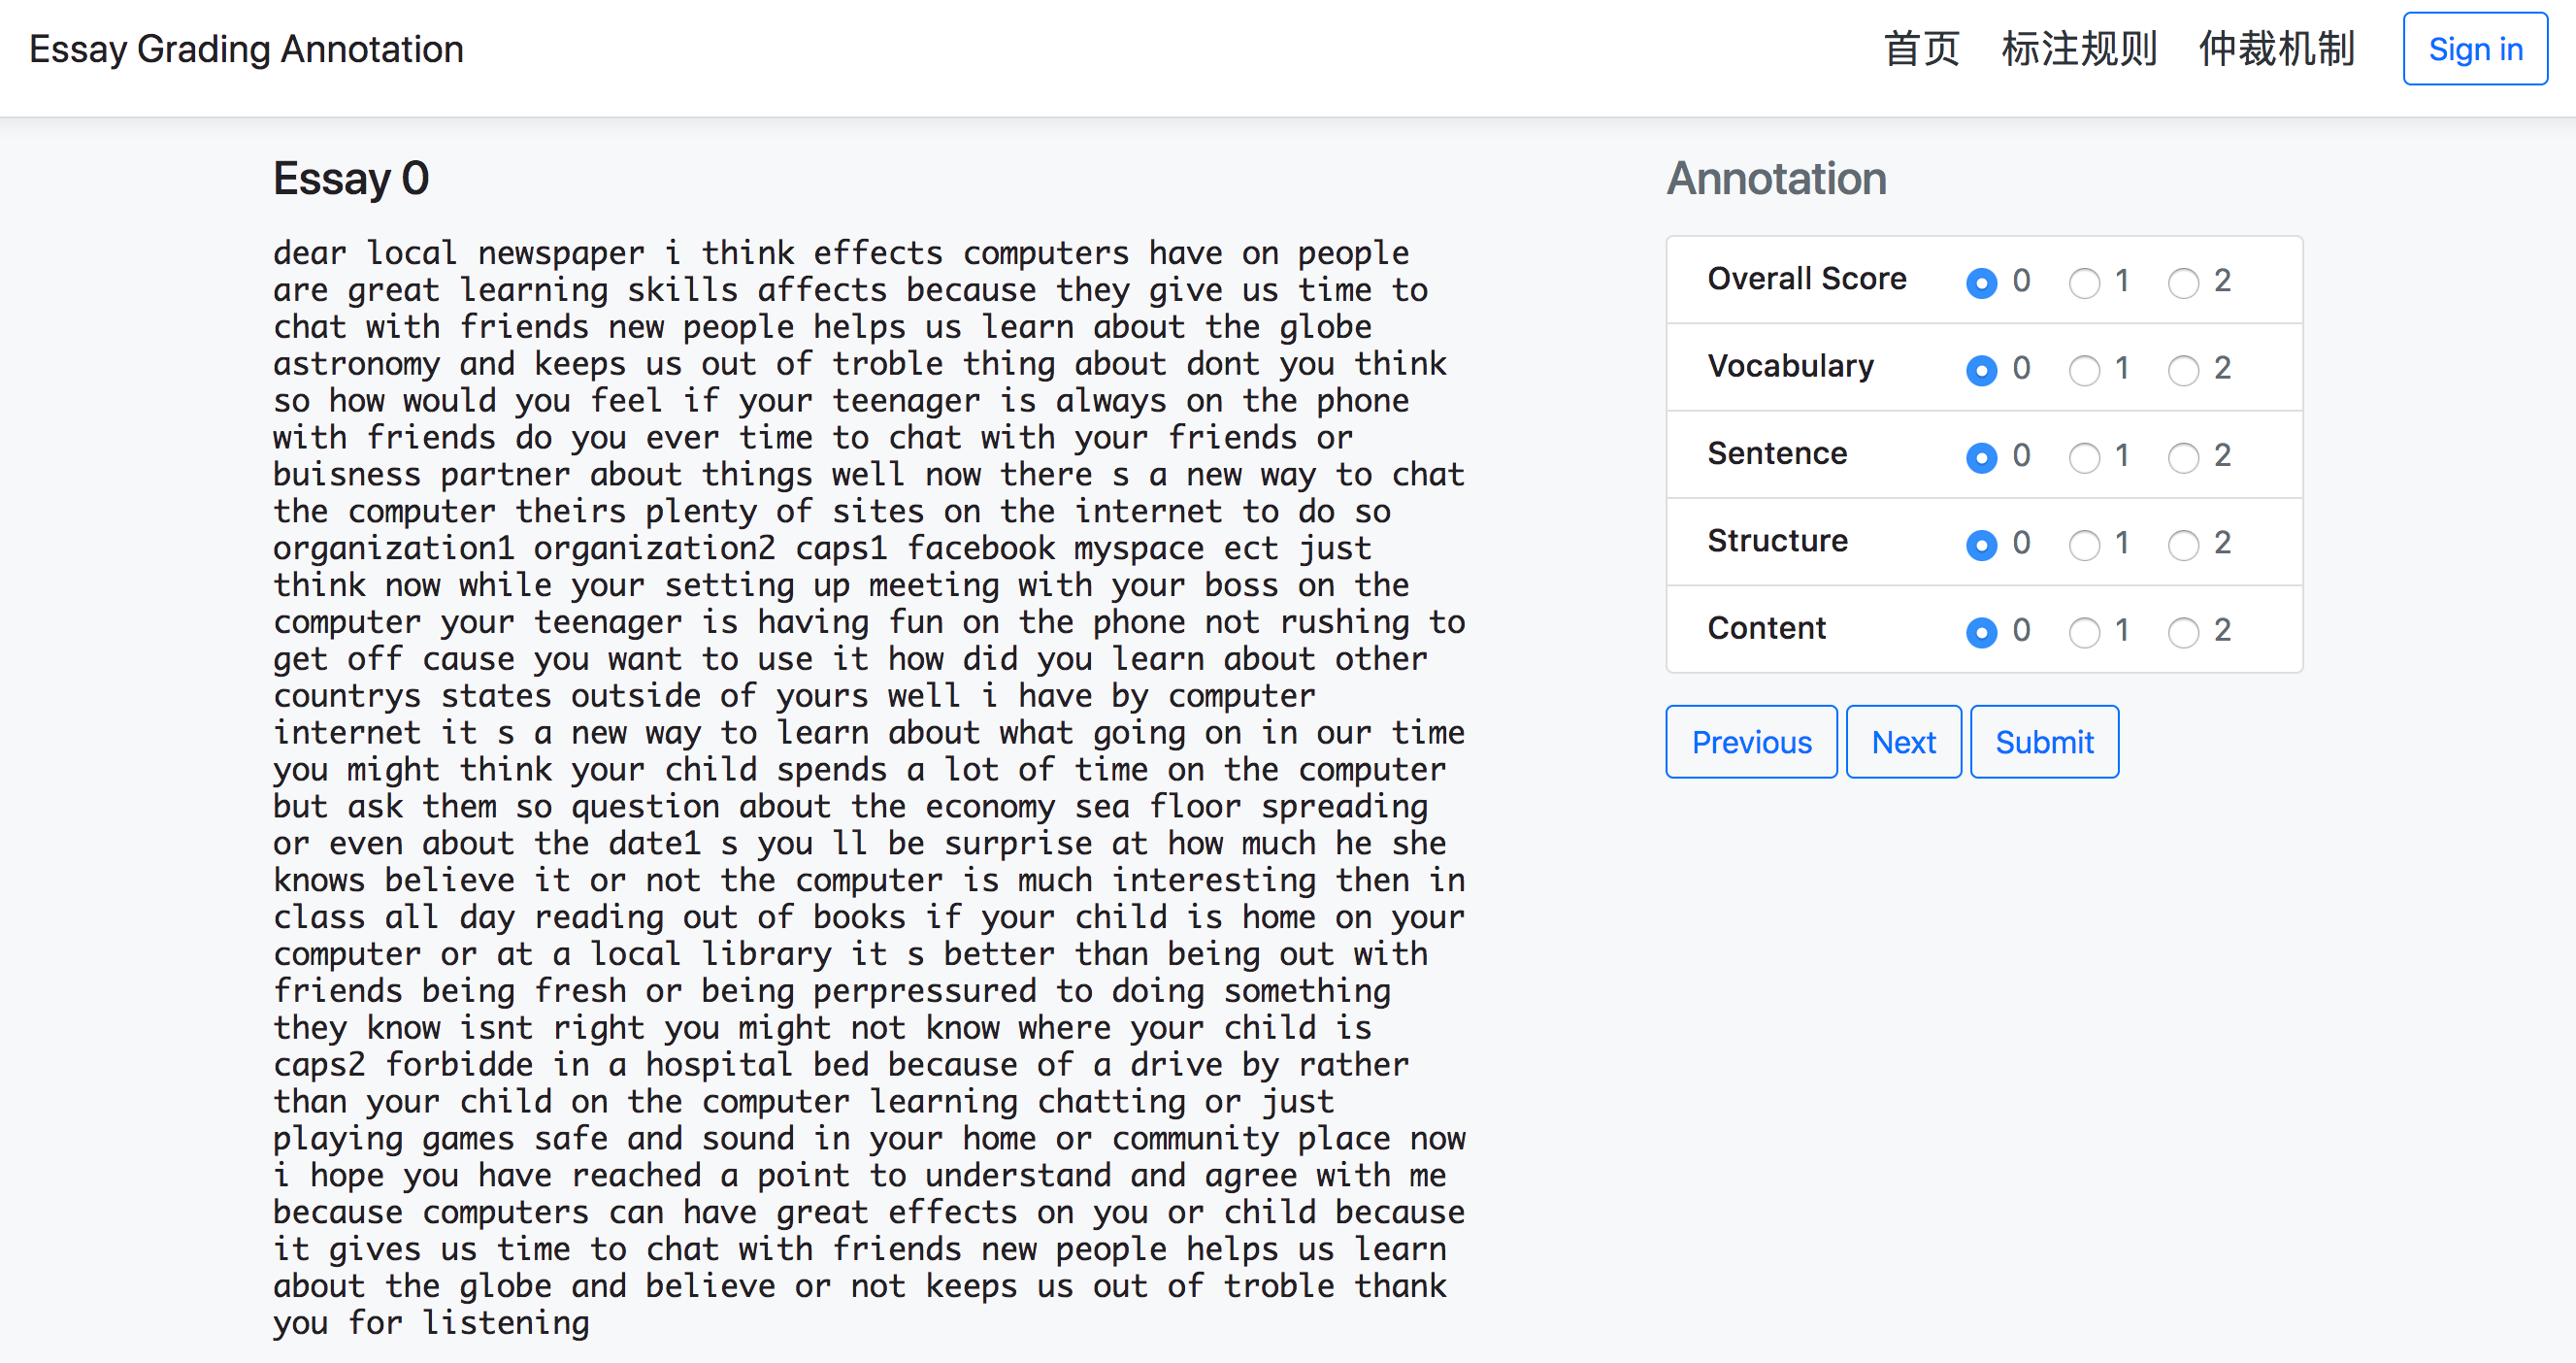 Essay Grading Annotation
首页 标注规则 仲裁机制 Sign in
Essay 0
dear local newspaper i think effects computers have on people
are great learning skills affects because they give us time to
chat with friends new people helps us learn about the globe
astronomy and keeps us out of troble thing about dont you think
so how would you feel if your teenager is always on the phone
with friends do you ever time to chat with your friends or
buisness partner about things well now there s a new way to chat
the computer theirs plenty of sites on the internet to do so
organization1 organization2 caps1 facebook myspace ect just
think now while your setting up meeting with your boss on the
computer your teenager is having fun on the phone not rushing to
get off cause you want to use it how did you learn about other
countrys states outside of yours well i have by computer
internet it s a new way to learn about what going on in our time
you might think your child spends a lot of time on the computer
but ask them so question about the economy sea floor spreading
or even about the date1 s you ll be surprise at how much he she
knows believe it or not the computer is much interesting then in
class all day reading out of books if your child is home on your
computer or at a local library it s better than being out with
friends being fresh or being perpressured to doing something
they know isnt right you might not know where your child is
caps2 forbidde in a hospital bed because of a drive by rather
than your child on the computer learning chatting or just
playing games safe and sound in your home or community place now
i hope you have reached a point to understand and agree with me
because computers can have great effects on you or child because
it gives us time to chat with friends new people helps us learn
about the globe and believe or not keeps us out of troble thank
you for listening
Annotation
Overall Score 0 1 2
Vocabulary 0 1 2
Sentence 0 1 2
Structure 0 1 2
Content 0 1 2
Previous Next Submit